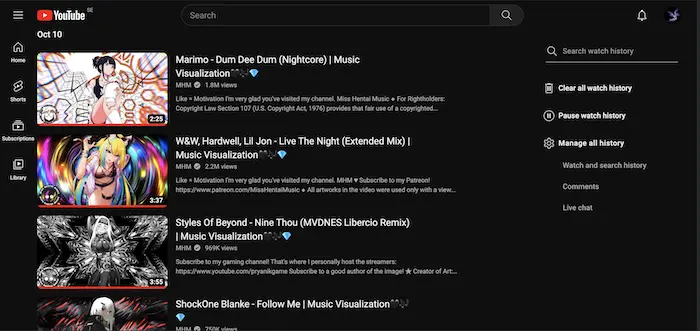 YouTube SE
Search
Oct 10
Home
Shorts
Subscriptions
Library
2:25
Marimo - Dum Dee Dum (Nightcore) | Music
Visualization🖤🎶💎
MHM 1.8M views
Like = Motivation I'm very glad you've visited my channel. Miss Hentai Music ● For Rightholders:
Copyright Law Section 107 (U.S. Copyright Act, 1976) provides that fair use of a copyrighted...
3:37
W&W, Hardwell, Lil Jon - Live The Night (Extended Mix) |
Music Visualization🖤🎶💎
MHM 2.2M views
Like = Motivation I'm very glad you've visited my channel. MHM ♥ Subscribe to my Patreon!
https://www.patreon.com/MissHentaiMusic ● All artworks in the video were used only with a view...
3:55
Styles Of Beyond - Nine Thou (MVDNES Libercio Remix)
| Music Visualization🖤🎶💎
MHM 969K views
Subscribe to my gaming channel! That's where I personally host the streamers:
https://www.youtube.com/pryanikgame Subscribe to a good author of the image! ★ Creator of Art:...
ShockOne Blanke - Follow Me | Music Visualization🖤🎶
💎
MHM 750K views
Search watch history
Clear all watch history
Pause watch history
Manage all history
Watch and search history
Comments
Live chat